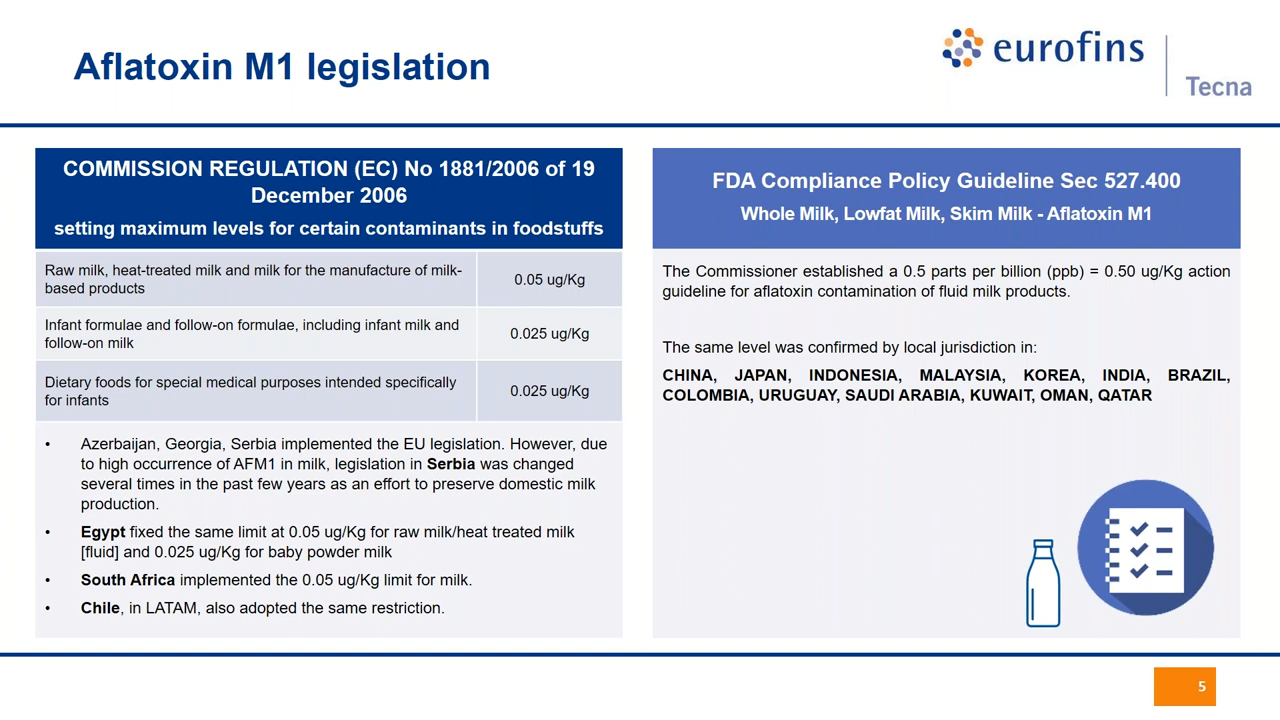 Aflatoxin M1 legislation
eurofins
Tecna
COMMISSION REGULATION (EC) No 1881/2006 of 19
December 2006
setting maximum levels for certain contaminants in foodstuffs
Raw milk, heat-treated milk and milk for the manufacture of milk-
based products
0.05 ug/Kg
Infant formulae and follow-on formulae, including infant milk and
follow-on milk
0.025 ug/Kg
Dietary foods for special medical purposes intended specifically
for infants
0.025 ug/Kg
• Azerbaijan, Georgia, Serbia implemented the EU legislation. However, due
to high occurrence of AFM1 in milk, legislation in Serbia was changed
several times in the past few years as an effort to preserve domestic milk
production.
• Egypt fixed the same limit at 0.05 ug/Kg for raw milk/heat treated milk
[fluid] and 0.025 ug/Kg for baby powder milk
• South Africa implemented the 0.05 ug/Kg limit for milk.
• Chile, in LATAM, also adopted the same restriction.
FDA Compliance Policy Guideline Sec 527.400
Whole Milk, Lowfat Milk, Skim Milk - Aflatoxin M1
The Commissioner established a 0.5 parts per billion (ppb) = 0.50 ug/Kg action
guideline for aflatoxin contamination of fluid milk products.
The same level was confirmed by local jurisdiction in:
CHINA, JAPAN, INDONESIA, MALAYSIA, KOREA, INDIA, BRAZIL,
COLOMBIA, URUGUAY, SAUDI ARABIA, KUWAIT, OMAN, QATAR
5